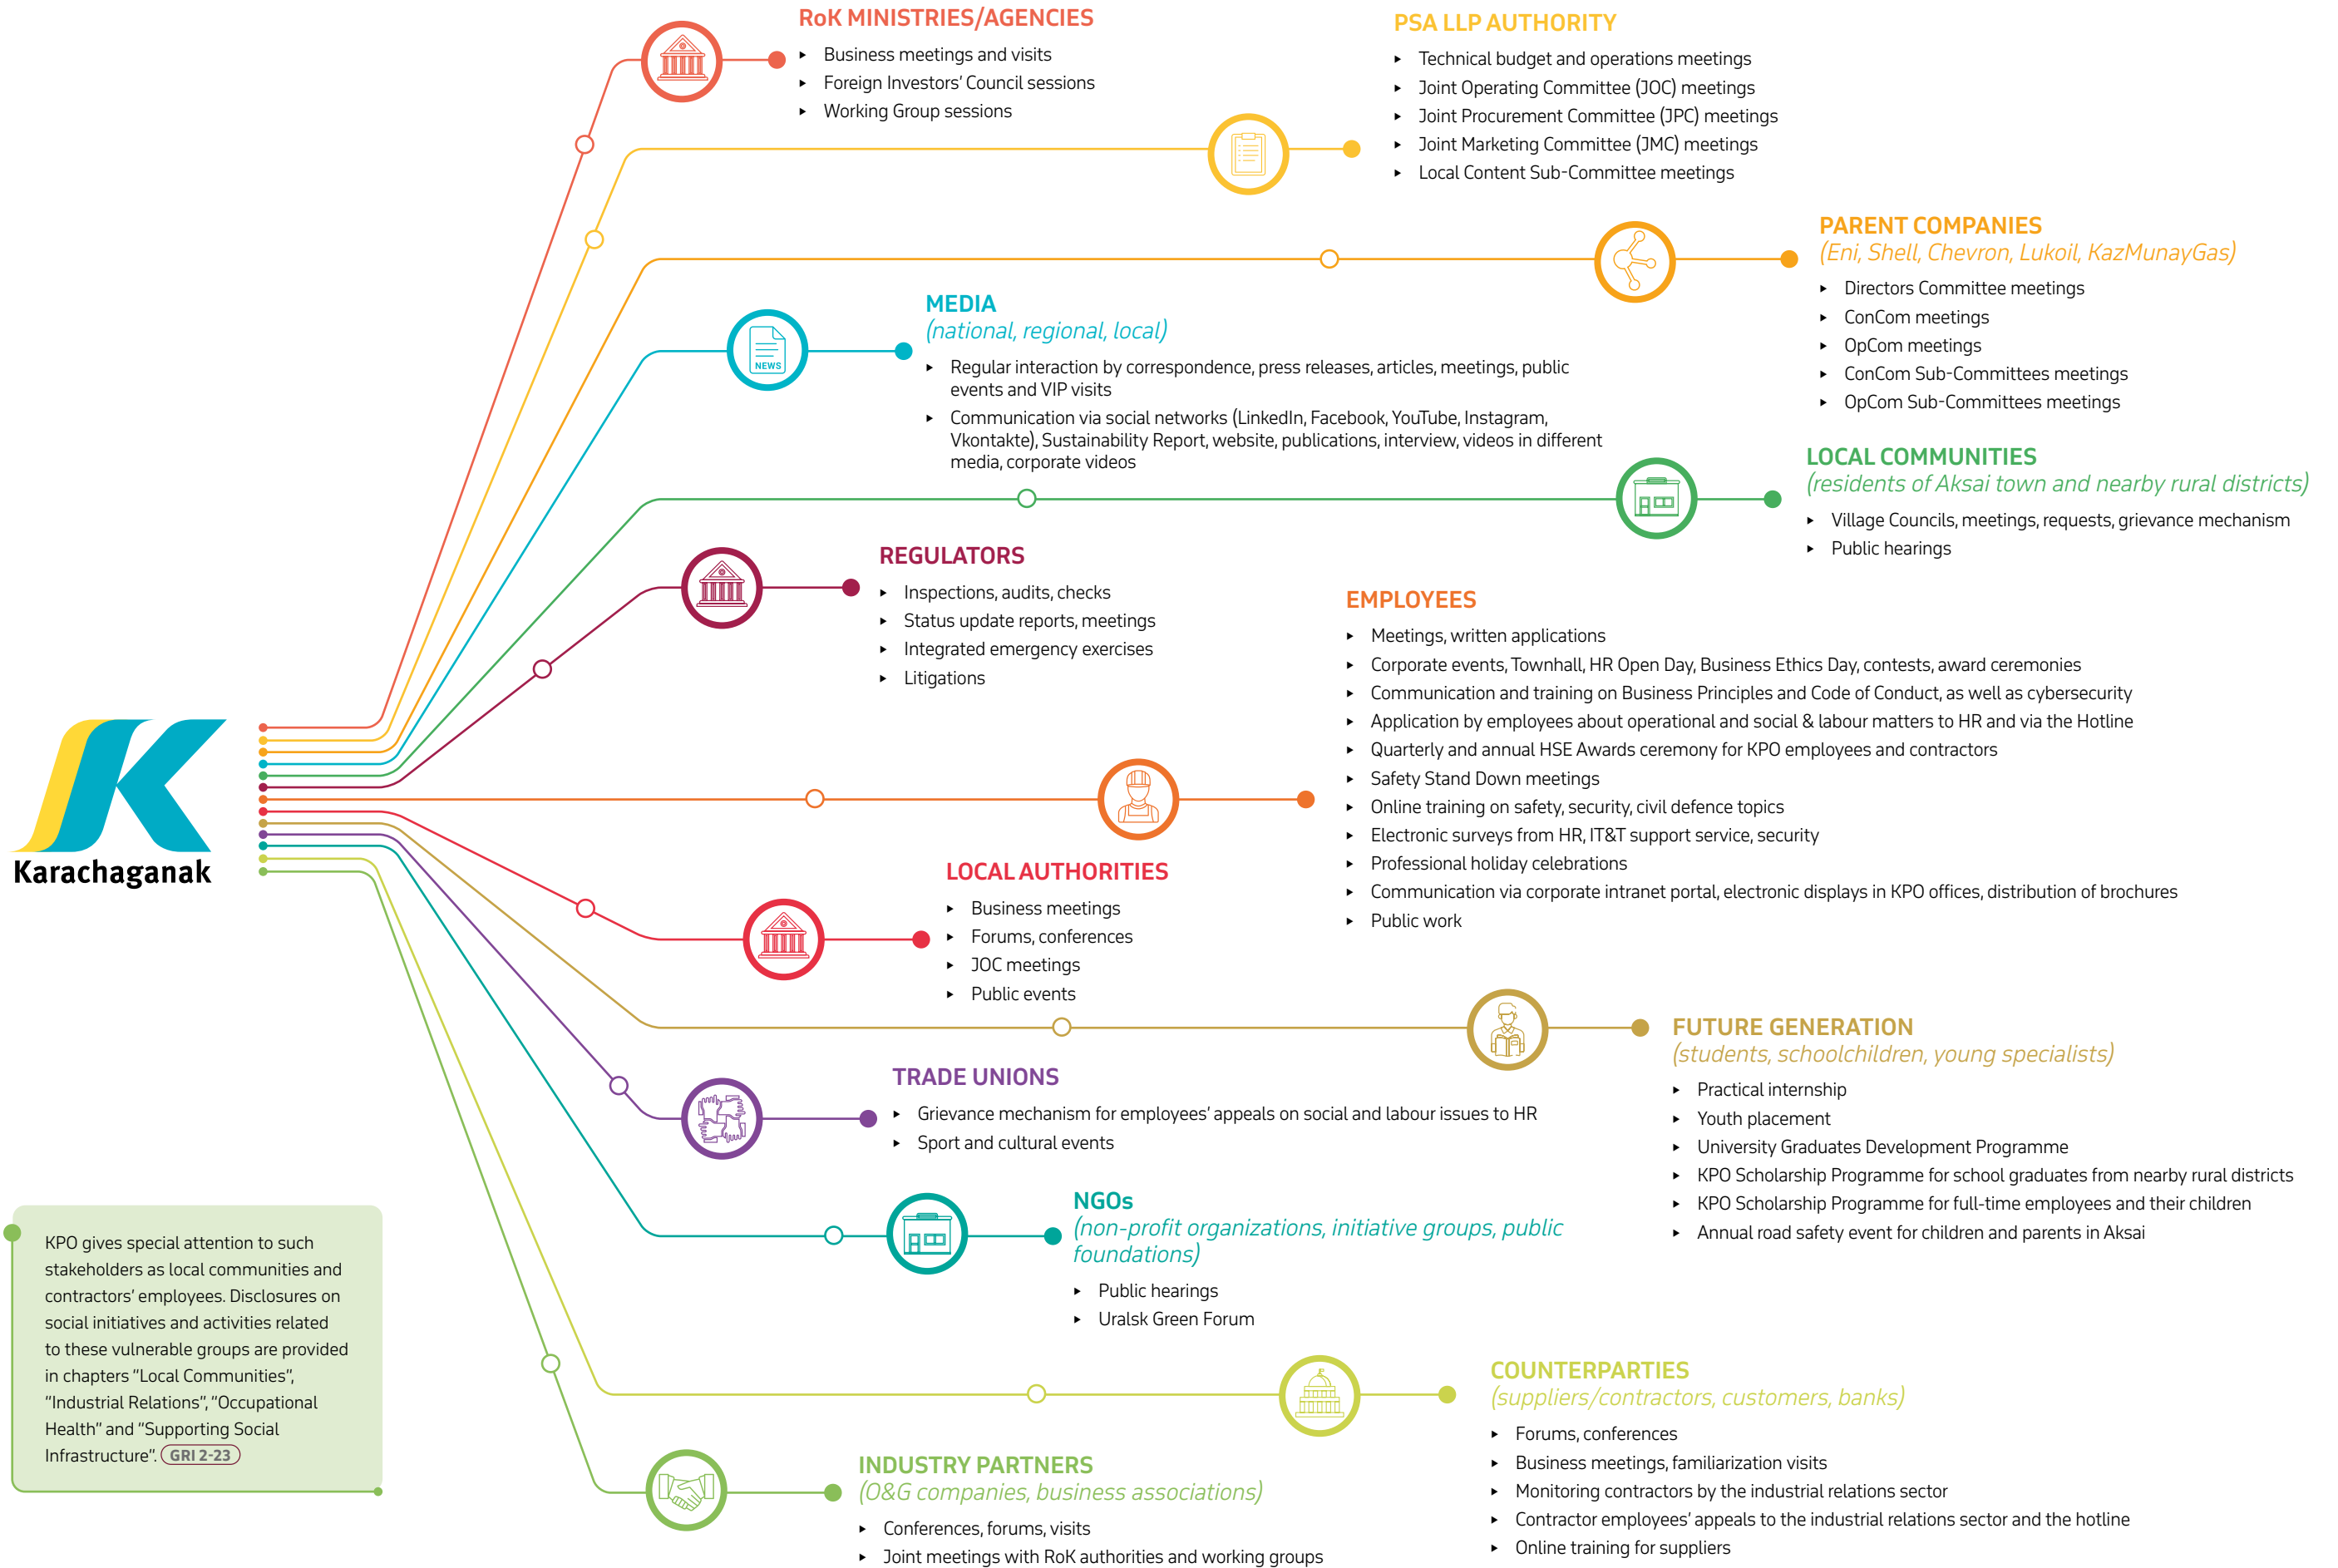 RoK MINISTRIES/AGENCIES
▸ Business meetings and visits
▸ Foreign Investors' Council sessions
▸ Working Group sessions
PSA LLP AUTHORITY
▸ Technical budget and operations meetings
▸ Joint Operating Committee (JOC) meetings
▸ Joint Procurement Committee (JPC) meetings
▸ Joint Marketing Committee (JMC) meetings
▸ Local Content Sub-Committee meetings
PARENT COMPANIES
(Eni, Shell, Chevron, Lukoil, KazMunayGas)
▸ Directors Committee meetings
▸ ConCom meetings
▸ OpCom meetings
▸ ConCom Sub-Committees meetings
▸ OpCom Sub-Committees meetings
NEWS
MEDIA
(national, regional, local)
▸ Regular interaction by correspondence, press releases, articles, meetings, public
events and VIP visits
▸ Communication via social networks (LinkedIn, Facebook, YouTube, Instagram,
Vkontakte), Sustainability Report, website, publications, interview, videos in different
media, corporate videos
LOCAL COMMUNITIES
(residents of Aksai town and nearby rural districts)
▸ Village Councils, meetings, requests, grievance mechanism
▸ Public hearings
REGULATORS
▸ Inspections, audits, checks
▸ Status update reports, meetings
▸ Integrated emergency exercises
▸ Litigations
EMPLOYEES
▸ Meetings, written applications
▸ Corporate events, Townhall, HR Open Day, Business Ethics Day, contests, award ceremonies
▸ Communication and training on Business Principles and Code of Conduct, as well as cybersecurity
▸ Application by employees about operational and social & labour matters to HR and via the Hotline
▸ Quarterly and annual HSE Awards ceremony for KPO employees and contractors
▸ Safety Stand Down meetings
▸ Online training on safety, security, civil defence topics
▸ Electronic surveys from HR, IT&T support service, security
▸ Professional holiday celebrations
▸ Communication via corporate intranet portal, electronic displays in KPO offices, distribution of brochures
▸ Public work
Karachaganak
LOCAL AUTHORITIES
▸ Business meetings
▸ Forums, conferences
▸ JOC meetings
▸ Public events
FUTURE GENERATION
(students, schoolchildren, young specialists)
▸ Practical internship
▸ Youth placement
▸ University Graduates Development Programme
▸ KPO Scholarship Programme for school graduates from nearby rural districts
▸ KPO Scholarship Programme for full-time employees and their children
▸ Annual road safety event for children and parents in Aksai
TRADE UNIONS
▸ Grievance mechanism for employees' appeals on social and labour issues to HR
▸ Sport and cultural events
NGOs
(non-profit organizations, initiative groups, public
foundations)
▸ Public hearings
▸ Uralsk Green Forum
KPO gives special attention to such
stakeholders as local communities and
contractors' employees. Disclosures on
social initiatives and activities related
to these vulnerable groups are provided
in chapters "Local Communities",
"Industrial Relations", "Occupational
Health" and "Supporting Social
Infrastructure". GRI 2-23
COUNTERPARTIES
(suppliers/contractors, customers, banks)
▸ Forums, conferences
▸ Business meetings, familiarization visits
▸ Monitoring contractors by the industrial relations sector
▸ Contractor employees' appeals to the industrial relations sector and the hotline
▸ Online training for suppliers
INDUSTRY PARTNERS
(O&G companies, business associations)
▸ Conferences, forums, visits
▸ Joint meetings with RoK authorities and working groups